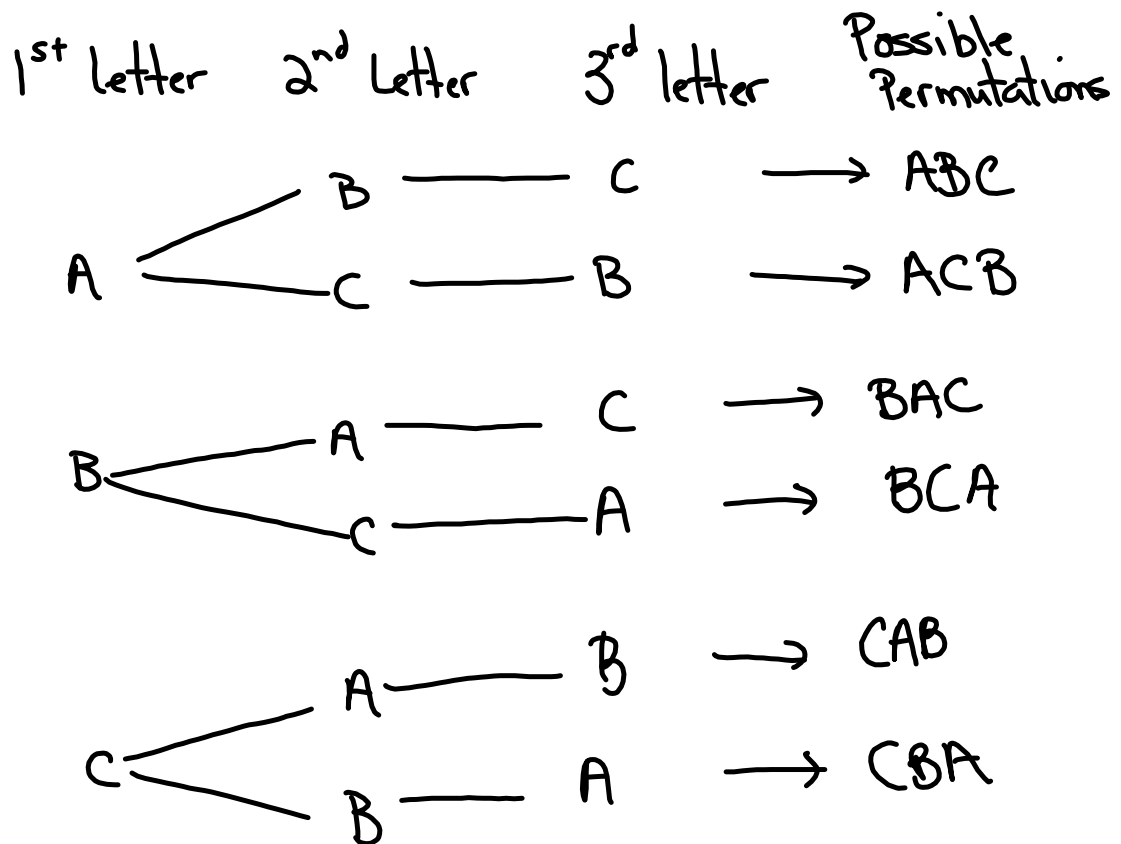 1st letter 2nd Letter 3rd letter Possible Permutations
B C ABC
A
C B ACB
A C BAC
B
C A BCA
A B CAB
C
B A CBA